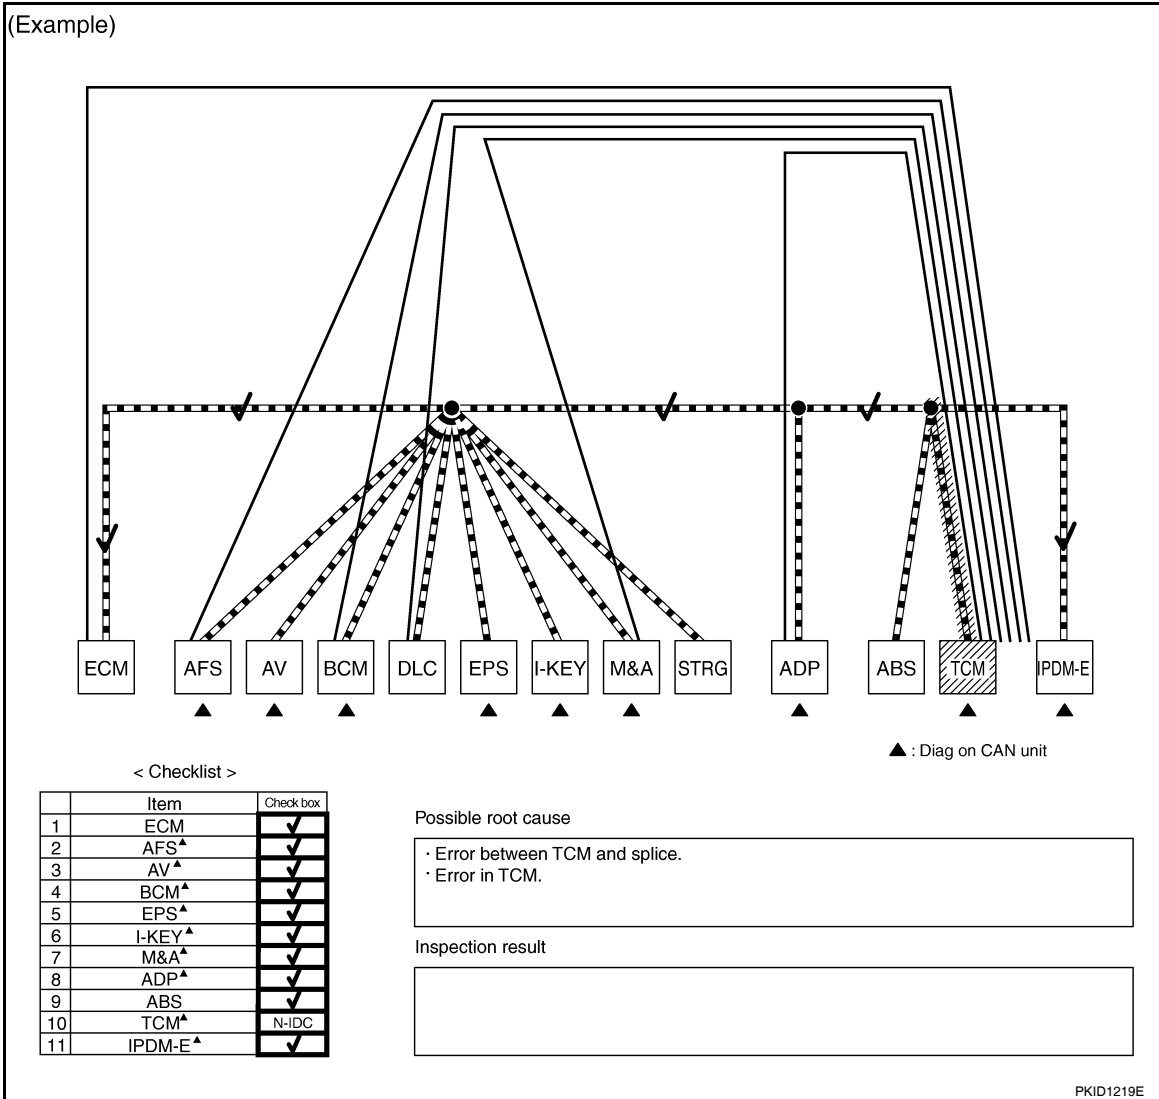 (Example)
ECM AFS AV BCM DLC EPS I-KEY M&A STRG ADP ABS TCM IPDM-E
▲ : Diag on CAN unit
< Checklist >
Item Check box
1 ECM ✓
2 AFS▲ ✓
3 AV▲ ✓
4 BCM▲ ✓
5 EPS▲ ✓
6 I-KEY▲ ✓
7 M&A▲ ✓
8 ADP▲ ✓
9 ABS ✓
10 TCM▲ N-IDC
11 IPDM-E▲ ✓
Possible root cause
· Error between TCM and splice.
· Error in TCM.
Inspection result
PKID1219E